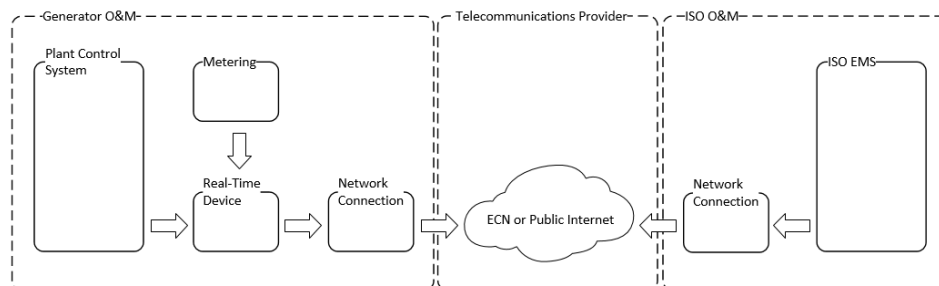 Generator O&M
Telecommunications Provider
ISO O&M
Plant Control
System
Metering
ISO EMS
Real-Time
Device
Network
Connection
ECN or Public Internet
Network
Connection